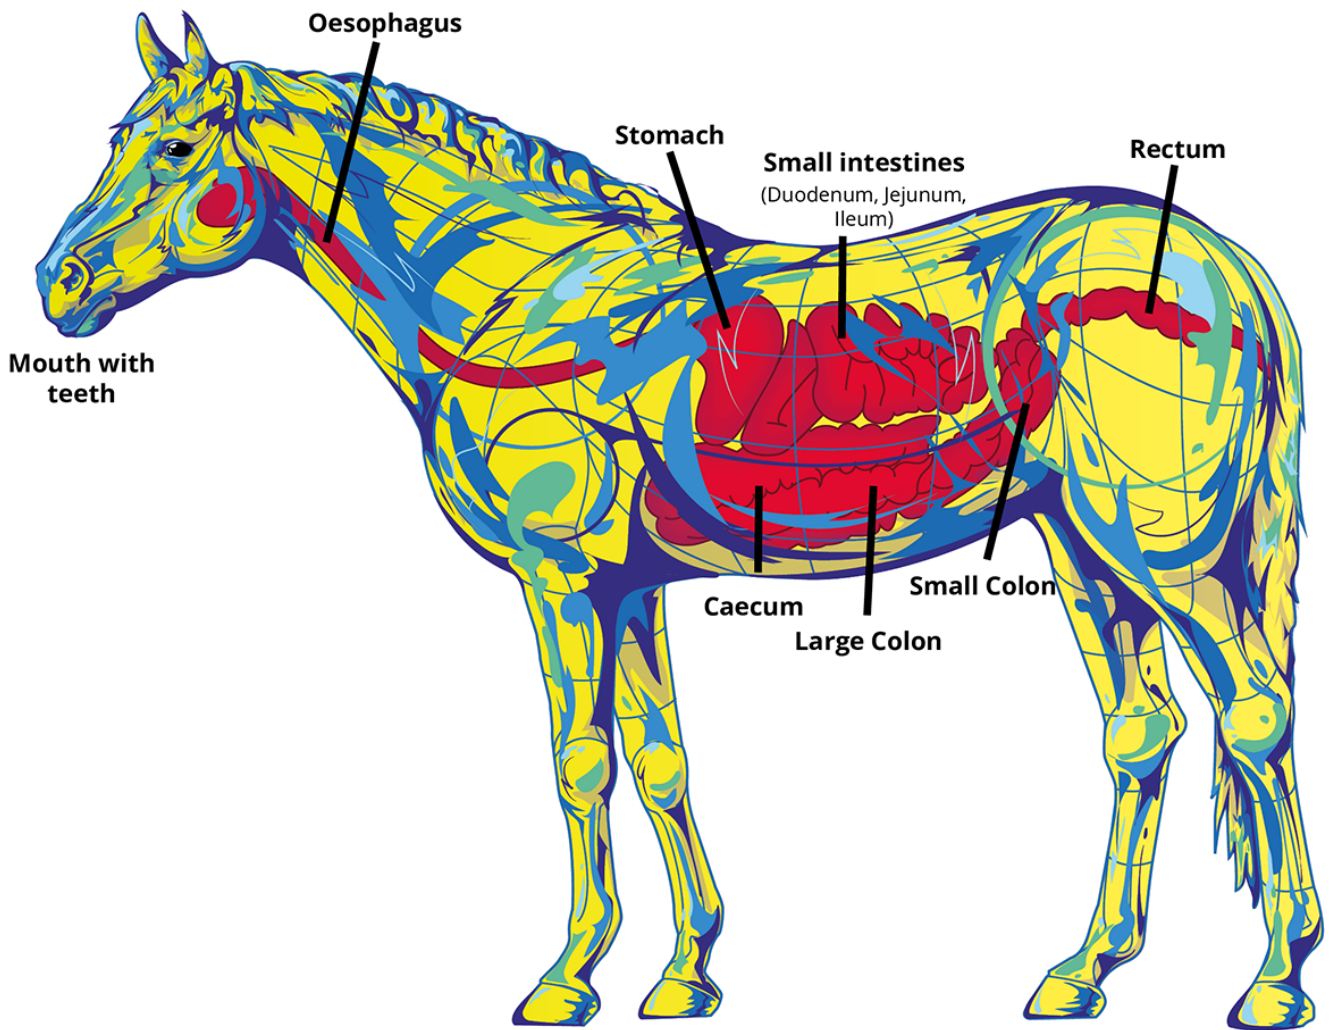 Oesophagus
Stomach
Small intestines
(Duodenum, Jejunum,
Ileum)
Rectum
Mouth with
teeth
Caecum
Large Colon
Small Colon